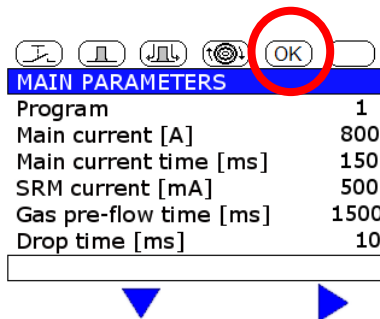 OK
MAIN PARAMETERS
Program 1
Main current [A] 800
Main current time [ms] 150
SRM current [mA] 500
Gas pre-flow time [ms] 1500
Drop time [ms] 10